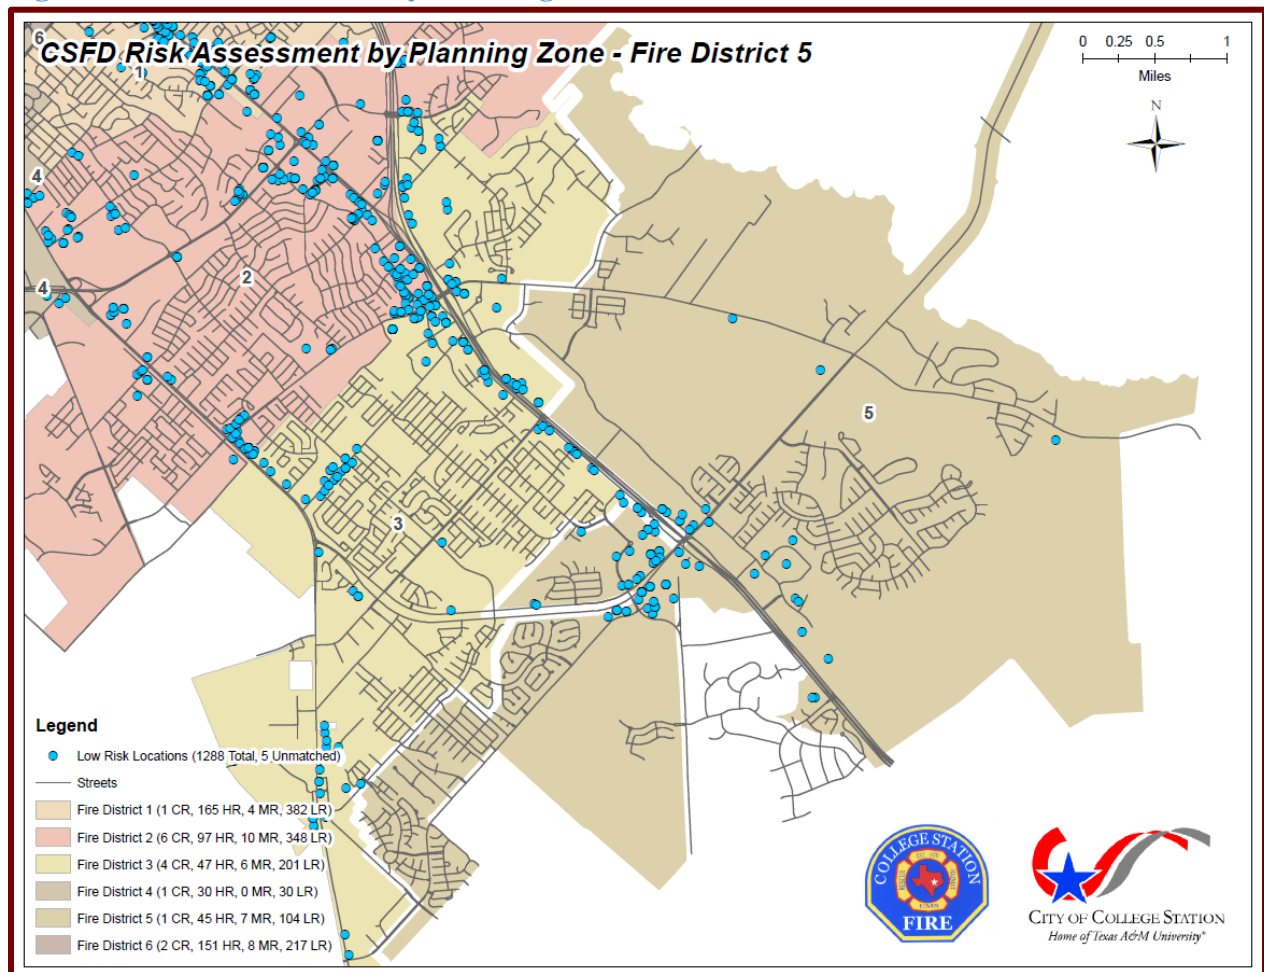 CSFD Risk Assessment by Planning Zone - Fire District 5
0 0.25 0.5 1
Miles
N
6
1
4
2
4
5
3
Legend
Low Risk Locations (1288 Total, 5 Unmatched)
Streets
Fire District 1 (1 CR, 165 HR, 4 MR, 382 LR)
Fire District 2 (6 CR, 97 HR, 10 MR, 348 LR)
Fire District 3 (4 CR, 47 HR, 6 MR, 201 LR)
Fire District 4 (1 CR, 30 HR, 0 MR, 30 LR)
Fire District 5 (1 CR, 45 HR, 7 MR, 104 LR)
Fire District 6 (2 CR, 151 HR, 8 MR, 217 LR)
COLLEGE STATION
FIRE
CITY OF COLLEGE STATION
Home of Texas A&M University®